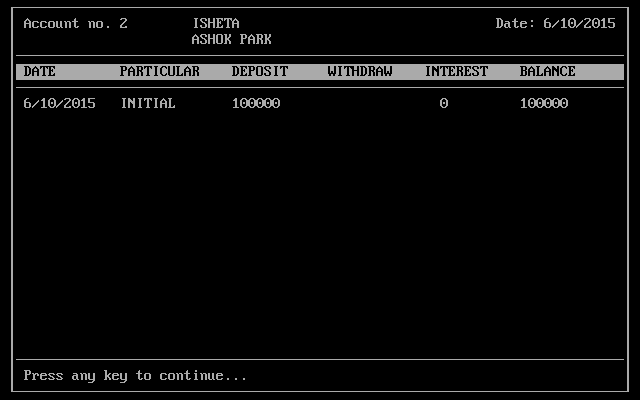 Account no. 2 ISHETA Date: 6/10/2015
ASHOK PARK
DATE PARTICULAR DEPOSIT WITHDRAW INTEREST BALANCE
6/10/2015 INITIAL 100000 0 100000
Press any key to continue...